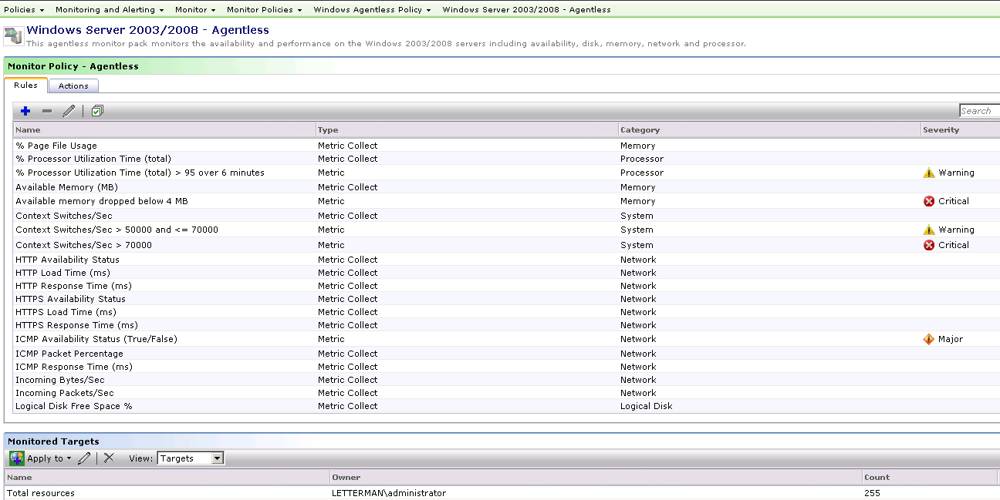 Policies Monitoring and Alerting Monitor Monitor Policies Windows Agentless Policy Windows Server 2003/2008 - Agentless
Windows Server 2003/2008 - Agentless
This agentless monitor pack monitors the availability and performance on the Windows 2003/2008 servers including availability, disk, memory, network and processor.
Monitor Policy - Agentless
Rules Actions
Search
Name Type Category Severity
% Page File Usage Metric Collect Memory
% Processor Utilization Time (total) Metric Collect Processor
% Processor Utilization Time (total) > 95 over 6 minutes Metric Processor Warning
Available Memory (MB) Metric Collect Memory
Available memory dropped below 4 MB Metric Memory Critical
Context Switches/Sec Metric Collect System
Context Switches/Sec > 50000 and <= 70000 Metric System Warning
Context Switches/Sec > 70000 Metric System Critical
HTTP Availability Status Metric Collect Network
HTTP Load Time (ms) Metric Collect Network
HTTP Response Time (ms) Metric Collect Network
HTTPS Availability Status Metric Collect Network
HTTPS Load Time (ms) Metric Collect Network
HTTPS Response Time (ms) Metric Collect Network
ICMP Availability Status (True/False) Metric Network Major
ICMP Packet Percentage Metric Collect Network
ICMP Response Time (ms) Metric Collect Network
Incoming Bytes/Sec Metric Collect Network
Incoming Packets/Sec Metric Collect Network
Logical Disk Free Space % Metric Collect Logical Disk
Monitored Targets
Apply to View: Targets
Name Owner Count
Total resources LETTERMAN\administrator 255